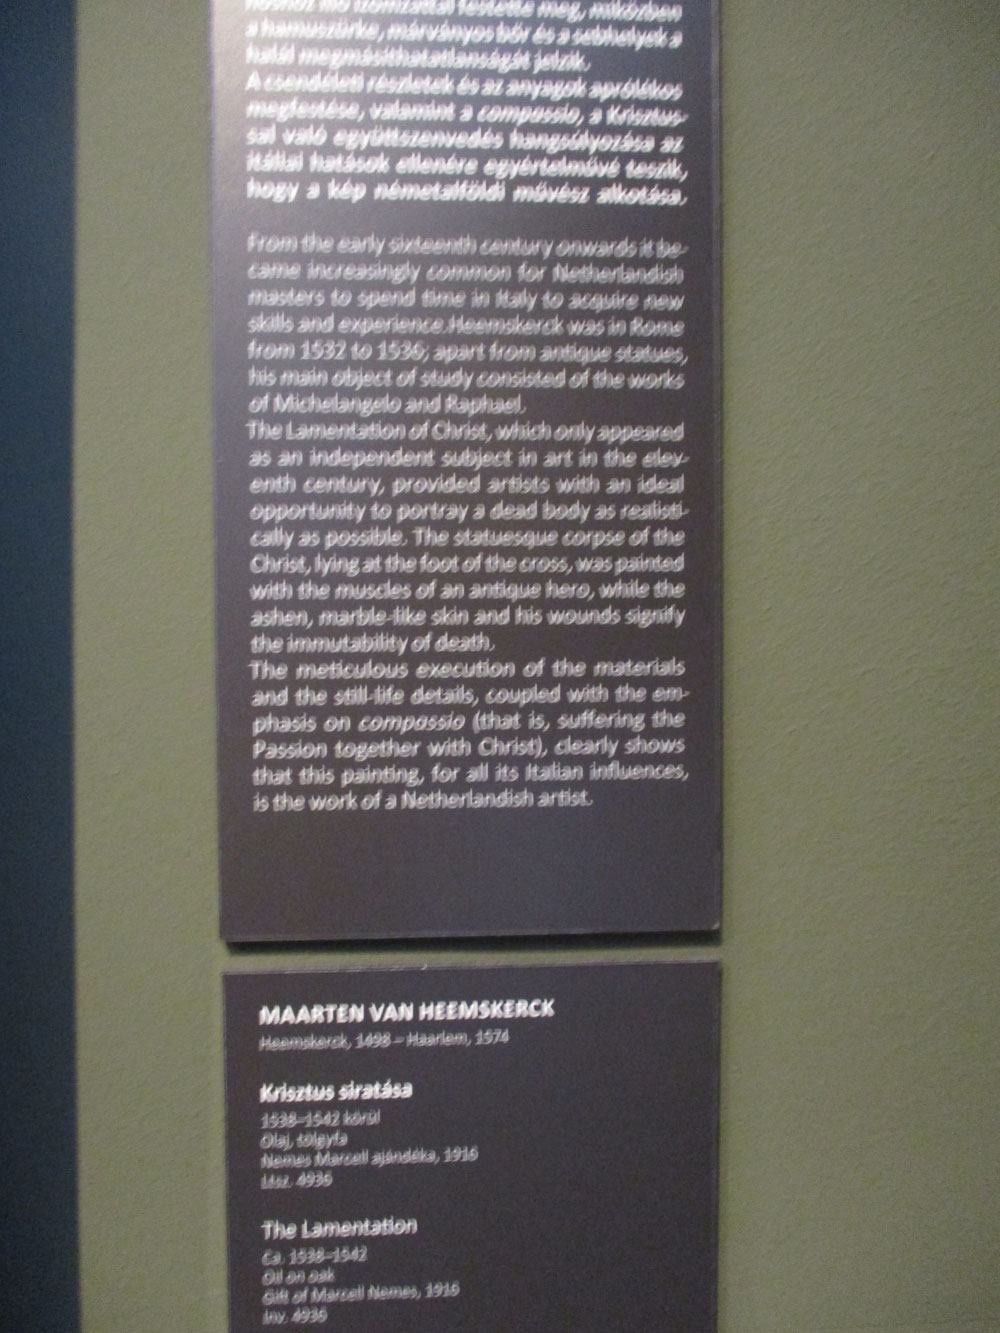 hoshöz illő izomzattal festette meg, miközben
a hamuszürke, márványos bőr és a sebhelyek a
halál megmásíthatatlanságát jelzik.
A csendéleti részletek és az anyagok aprólékos
megfestése, valamint a compassio, a Krisztus-
sal való együttszenvedés hangsúlyozása az
itáliai hatások ellenére egyértelművé teszik,
hogy a kép németalföldi művész alkotása.
From the early sixteenth century onwards it be-
came increasingly common for Netherlandish
masters to spend time in Italy to acquire new
skills and experience. Heemskerck was in Rome
from 1532 to 1536; apart from antique statues,
his main object of study consisted of the works
of Michelangelo and Raphael.
The Lamentation of Christ, which only appeared
as an independent subject in art in the elev-
enth century, provided artists with an ideal
opportunity to portray a dead body as realisti-
cally as possible. The statuesque corpse of the
Christ, lying at the foot of the cross, was painted
with the muscles of an antique hero, while the
ashen, marble-like skin and his wounds signify
the immutability of death.
The meticulous execution of the materials
and the still-life details, coupled with the em-
phasis on compassio (that is, suffering the
Passion together with Christ), clearly shows
that this painting, for all its Italian influences,
is the work of a Netherlandish artist.
MAARTEN VAN HEEMSKERCK
Heemskerck, 1498 – Haarlem, 1574
Krisztus siratása
1538–1542 körül
Olaj, tölgyfa
Nemes Marcell ajándéka, 1916
Ltsz. 4936
The Lamentation
Ca. 1538–1542
Oil on oak
Gift of Marcell Nemes, 1916
Inv. 4936